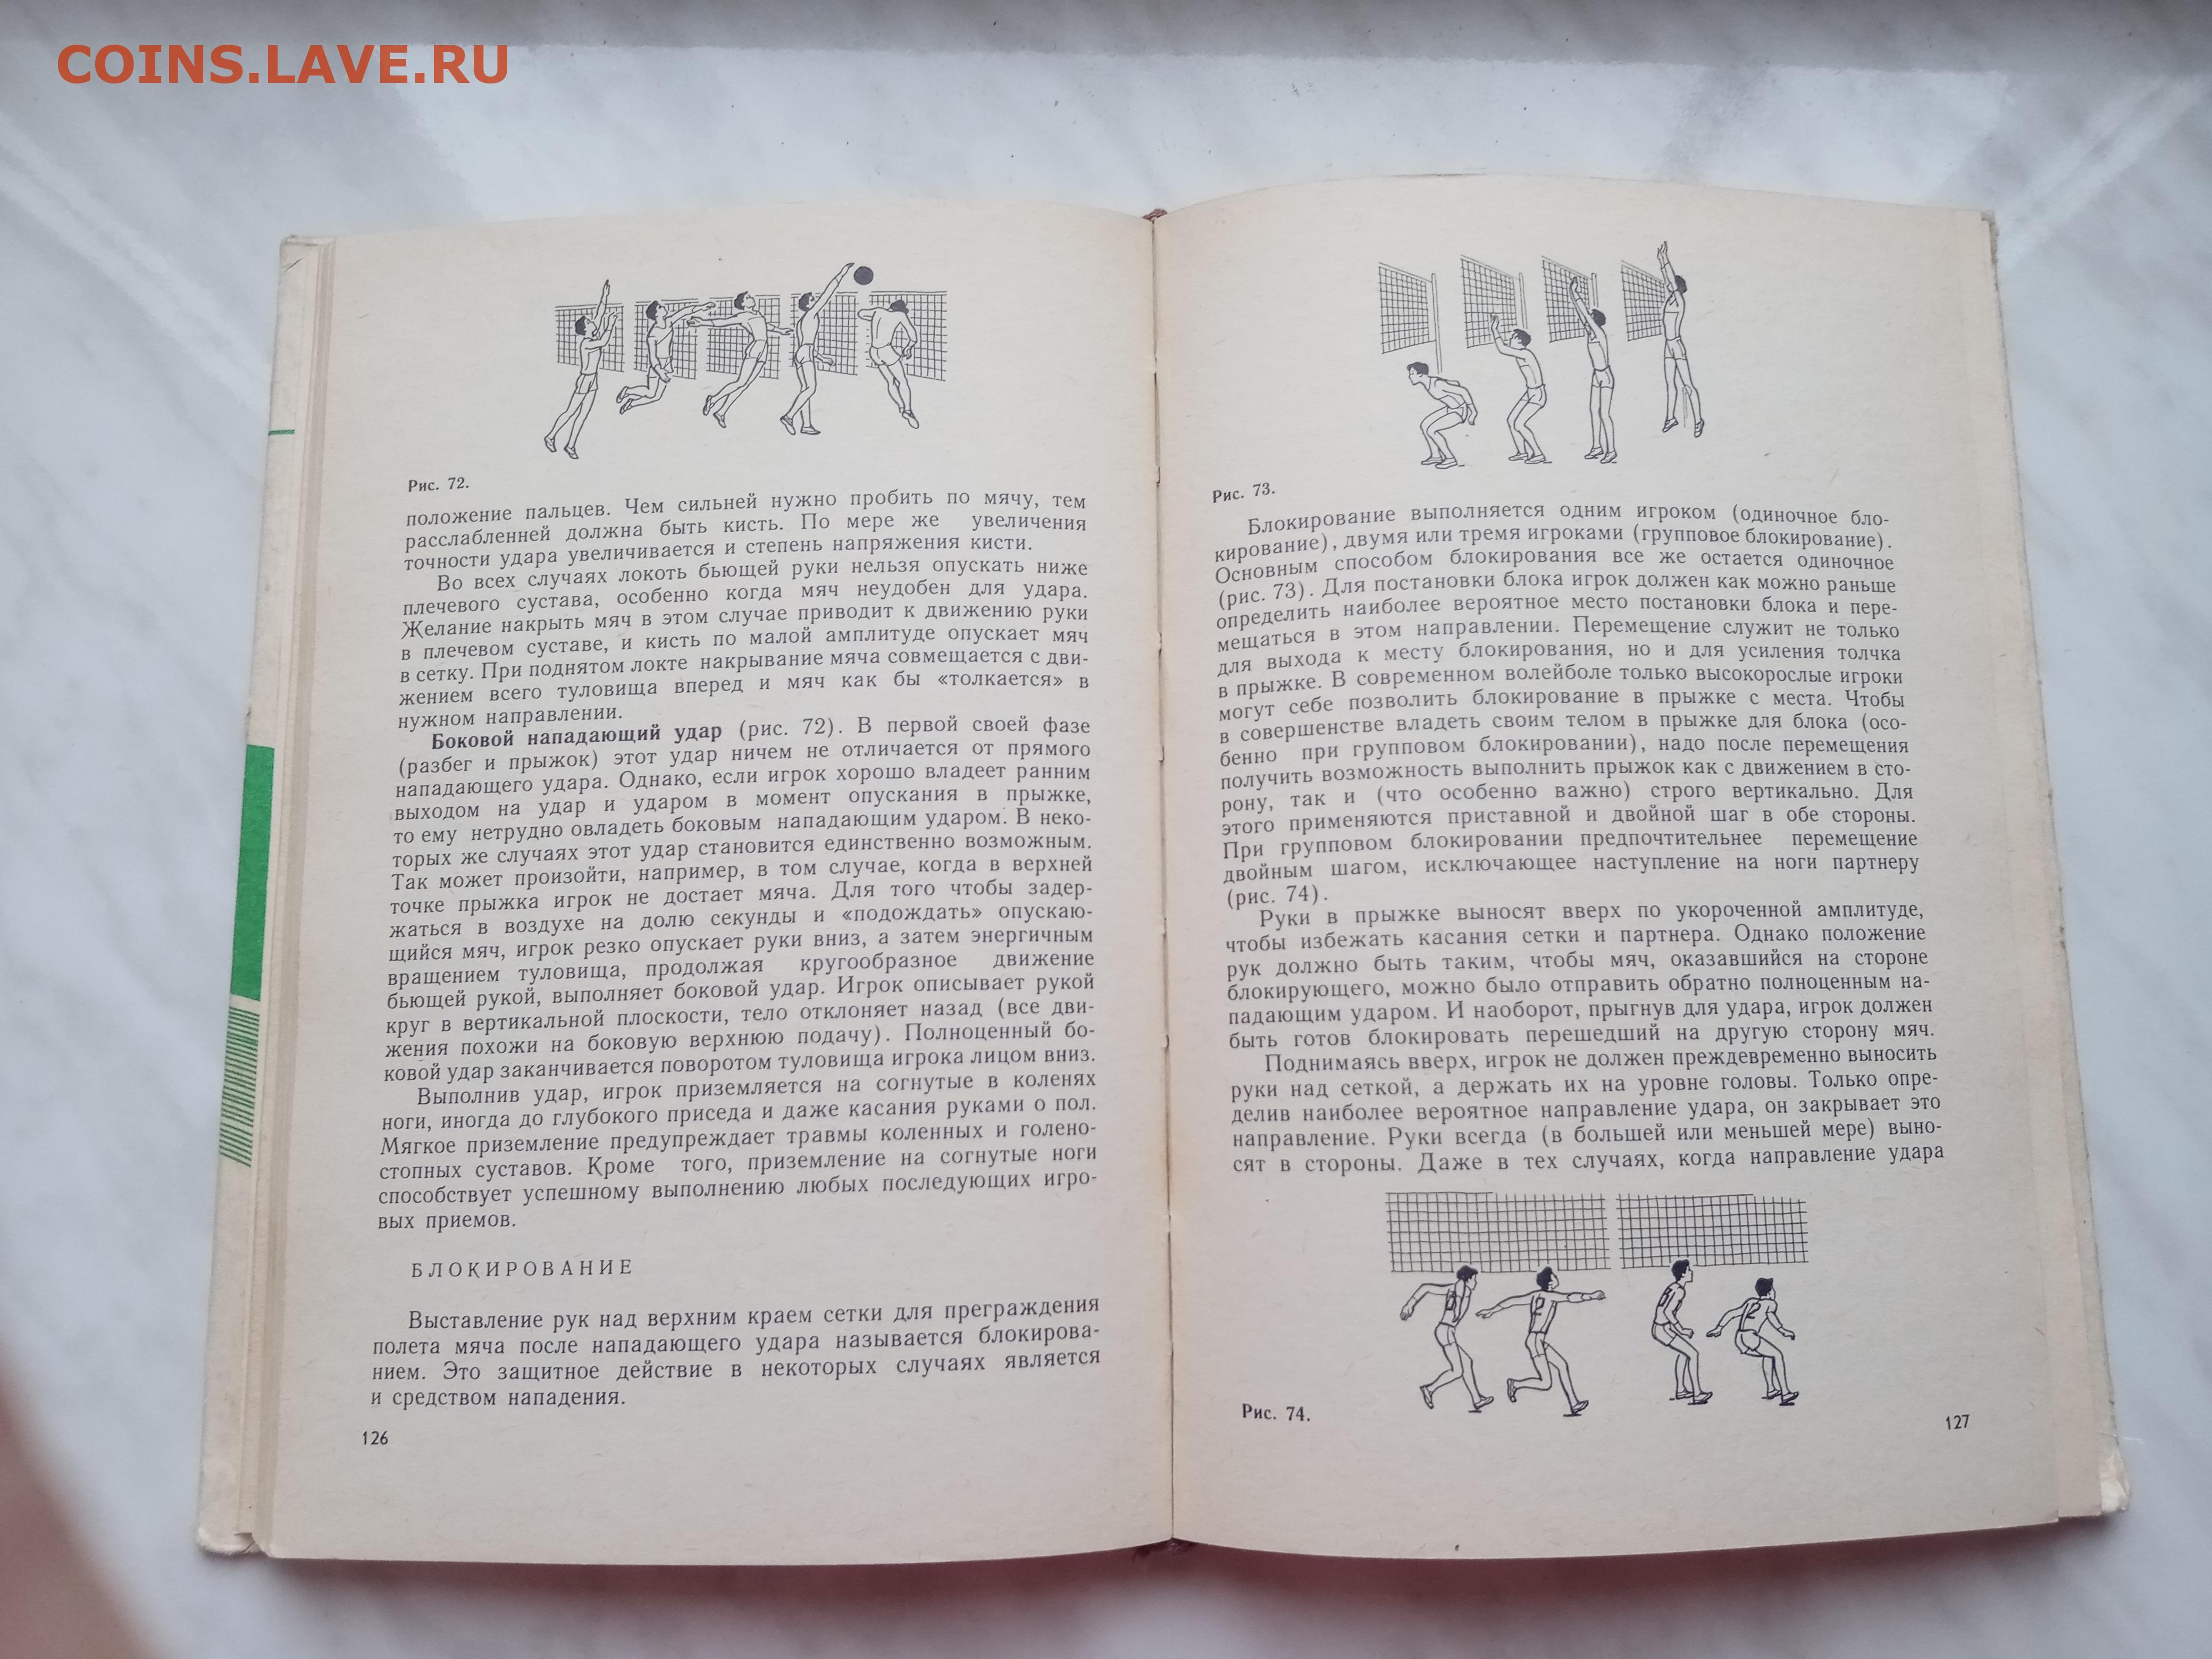 COINS.LAVE.RU
Рис. 72.
положение пальцев. Чем сильней нужно пробить по мячу, тем
расслабленней должна быть кисть. По мере же увеличения
точности удара увеличивается и степень напряжения кисти.
Во всех случаях локоть бьющей руки нельзя опускать ниже
плечевого сустава, особенно когда мяч неудобен для удара.
Желание накрыть мяч в этом случае приводит к движению руки
в плечевом суставе, и кисть по малой амплитуде опускает мяч
в сетку. При поднятом локте накрывание мяча совмещается с дви-
жением всего туловища вперед и мяч как бы «толкается» в
нужном направлении.
Боковой нападающий удар (рис. 72). В первой своей фазе
(разбег и прыжок) этот удар ничем не отличается от прямого
нападающего удара. Однако, если игрок хорошо владеет ранним
выходом на удар и ударом в момент опускания в прыжке,
то ему нетрудно овладеть боковым нападающим ударом. В неко-
торых же случаях этот удар становится единственно возможным.
Так может произойти, например, в том случае, когда в верхней
точке прыжка игрок не достает мяча. Для того чтобы задер-
жаться в воздухе на долю секунды и «подождать» опускаю-
щийся мяч, игрок резко опускает руки вниз, а затем энергичным
вращением туловища, продолжая кругообразное движение
бьющей рукой, выполняет боковой удар. Игрок описывает рукой
круг в вертикальной плоскости, тело отклоняет назад (все дви-
жения похожи на боковую верхнюю подачу). Полноценный бо-
ковой удар заканчивается поворотом туловища игрока лицом вниз.
Выполнив удар, игрок приземляется на согнутые в коленях
ноги, иногда до глубокого приседа и даже касания руками о пол.
Мягкое приземление предупреждает травмы коленных и голено-
стопных суставов. Кроме того, приземление на согнутые ноги
способствует успешному выполнению любых последующих игро-
вых приемов.
БЛОКИРОВАНИЕ
Выставление рук над верхним краем сетки для преграждения
полета мяча после нападающего удара называется блокирова-
нием. Это защитное действие в некоторых случаях является
и средством нападения.
126
Рис. 73.
Блокирование выполняется одним игроком (одиночное бло-
кирование), двумя или тремя игроками (групповое блокирование).
Основным способом блокирования все же остается одиночное
(рис. 73). Для постановки блока игрок должен как можно раньше
определить наиболее вероятное место постановки блока и пере-
мещаться в этом направлении. Перемещение служит не только
для выхода к месту блокирования, но и для усиления толчка
в прыжке. В современном волейболе только высокорослые игроки
могут себе позволить блокирование в прыжке с места. Чтобы
в совершенстве владеть своим телом в прыжке для блока (осо-
бенно при групповом блокировании), надо после перемещения
получить возможность выполнить прыжок как с движением в сто-
рону, так и (что особенно важно) строго вертикально. Для
этого применяются приставной и двойной шаг в обе стороны.
При групповом блокировании предпочтительнее перемещение
двойным шагом, исключающее наступление на ноги партнеру
(рис. 74).
Руки в прыжке выносят вверх по укороченной амплитуде,
чтобы избежать касания сетки и партнера. Однако положение
рук должно быть таким, чтобы мяч, оказавшийся на стороне
блокирующего, можно было отправить обратно полноценным на-
падающим ударом. И наоборот, прыгнув для удара, игрок должен
быть готов блокировать перешедший на другую сторону мяч.
Поднимаясь вверх, игрок не должен преждевременно выносить
руки над сеткой, а держать их на уровне головы. Только опре-
делив наиболее вероятное направление удара, он закрывает это
направление. Руки всегда (в большей или меньшей мере) выно-
сят в стороны. Даже в тех случаях, когда направление удара
Рис. 74.
127